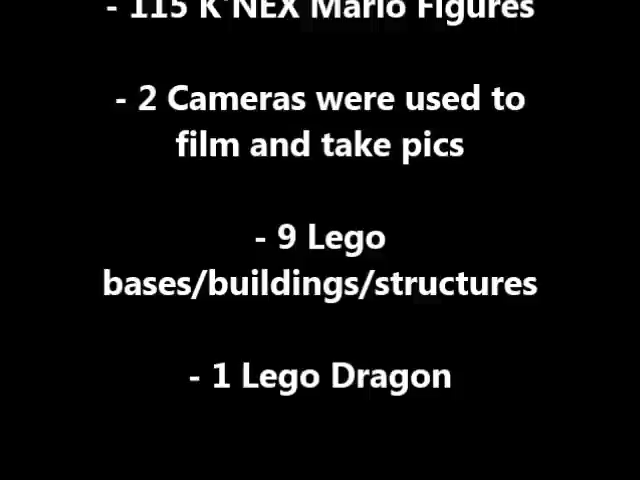 - 115 K'NEX Mario Figures
- 2 Cameras were used to
film and take pics
- 9 Lego
bases/buildings/structures
- 1 Lego Dragon